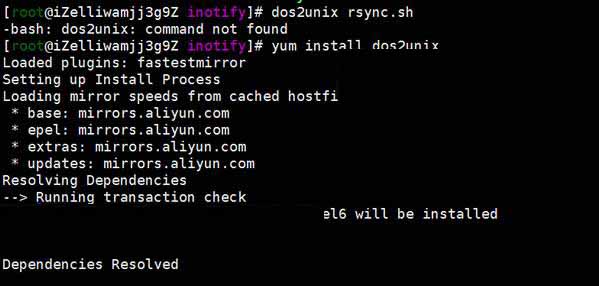 [root@iZelliwamjj3g9Z inotify]# dos2unix rsync.sh
-bash: dos2unix: command not found
[root@iZelliwamjj3g9Z inotify]# yum install dos2unix
Loaded plugins: fastestmirror
Setting up Install Process
Loading mirror speeds from cached hostfi
* base: mirrors.aliyun.com
* epel: mirrors.aliyun.com
* extras: mirrors.aliyun.com
* updates: mirrors.aliyun.com
Resolving Dependencies
--> Running transaction check
el6 will be installed
Dependencies Resolved